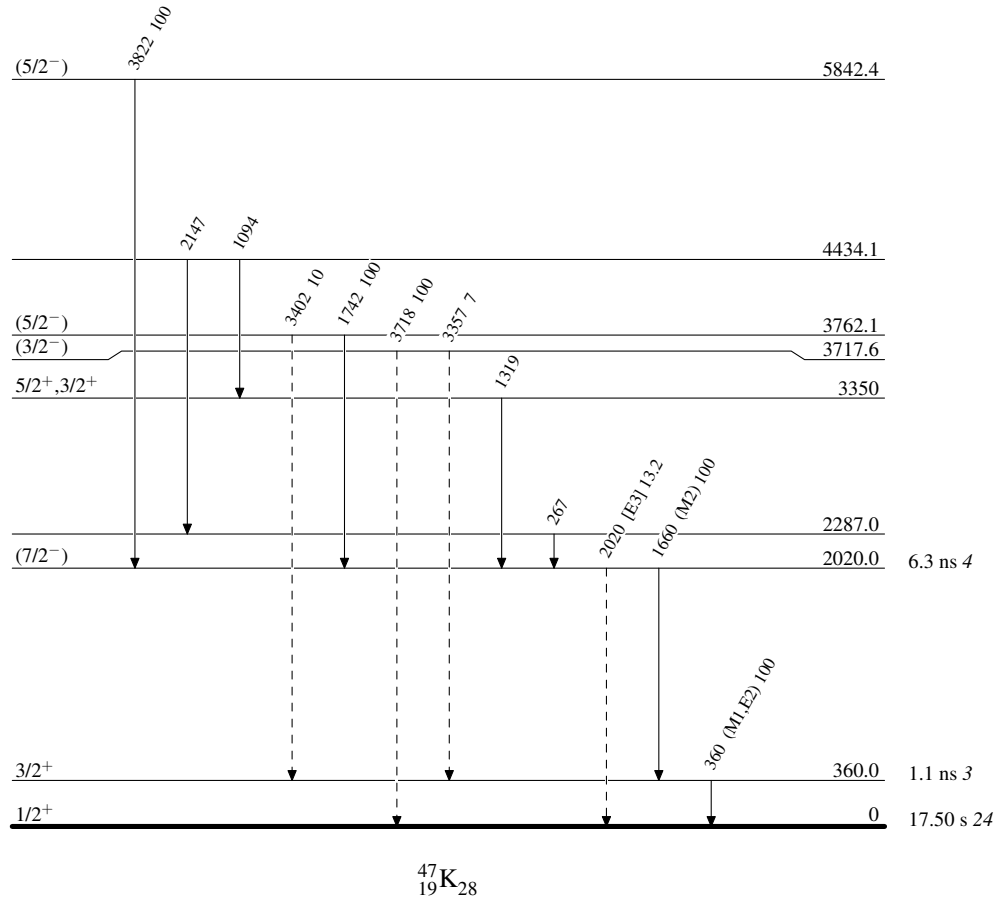 3822 100
(5/2⁻) 5842.4
2147
1094
4434.1
3402 10
1742 100
3718 100
3357 7
(5/2⁻) 3762.1
(3/2⁻) 3717.6
1319
5/2⁺,3/2⁺ 3350
267
2020 [E3] 13.2
1660 (M2) 100
2287.0
(7/2⁻) 2020.0 6.3 ns 4
360 (M1,E2) 100
3/2⁺ 360.0 1.1 ns 3
1/2⁺ 0 17.50 s 24
⁴⁷₁₉K₂₈